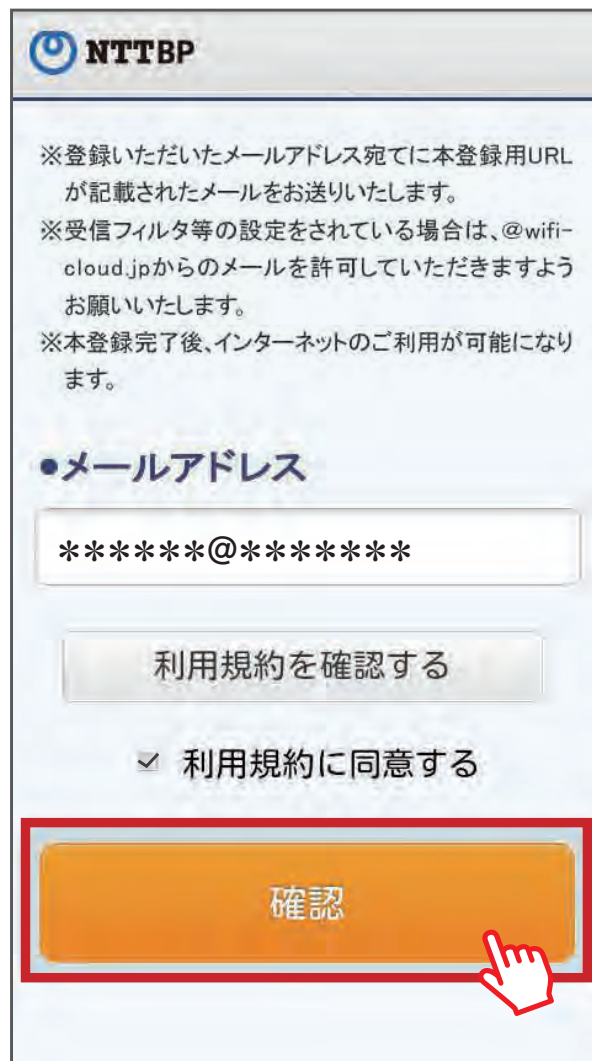 NTTBP
※登録いただいたメールアドレス宛てに本登録用URL
が記載されたメールをお送りいたします。
※受信フィルタ等の設定をされている場合は、@wifi-
cloud.jpからのメールを許可していただきますよう
お願いいたします。
※本登録完了後、インターネットのご利用が可能になり
ます。
●メールアドレス
******@*******
利用規約を確認する
利用規約に同意する
確認